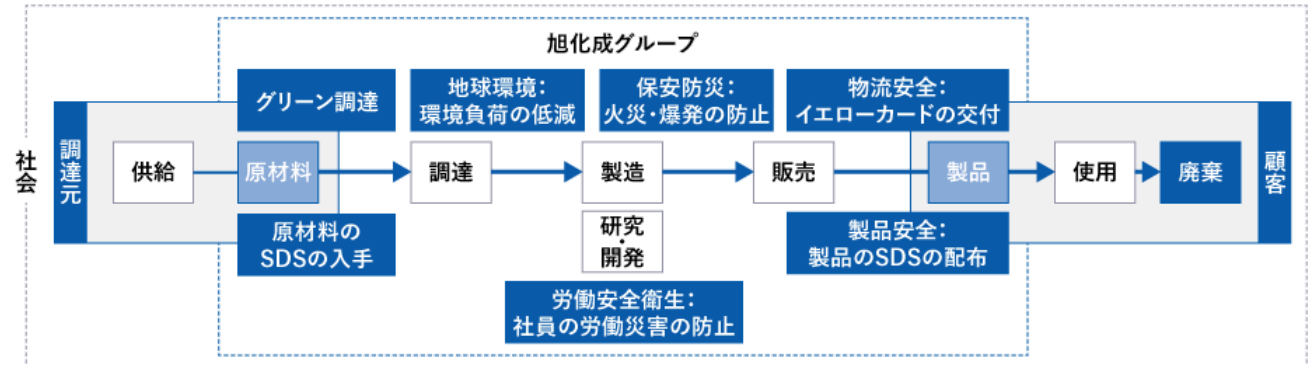 旭化成グループ
グリーン調達
地球環境：
環境負荷の低減
保安防災：
火災・爆発の防止
物流安全：
イエローカードの交付
社会
調達元
供給
原材料
調達
製造
販売
製品
使用
廃棄
顧客
原材料の
SDSの入手
研究
・
開発
製品安全：
製品のSDSの配布
労働安全衛生：
社員の労働災害の防止